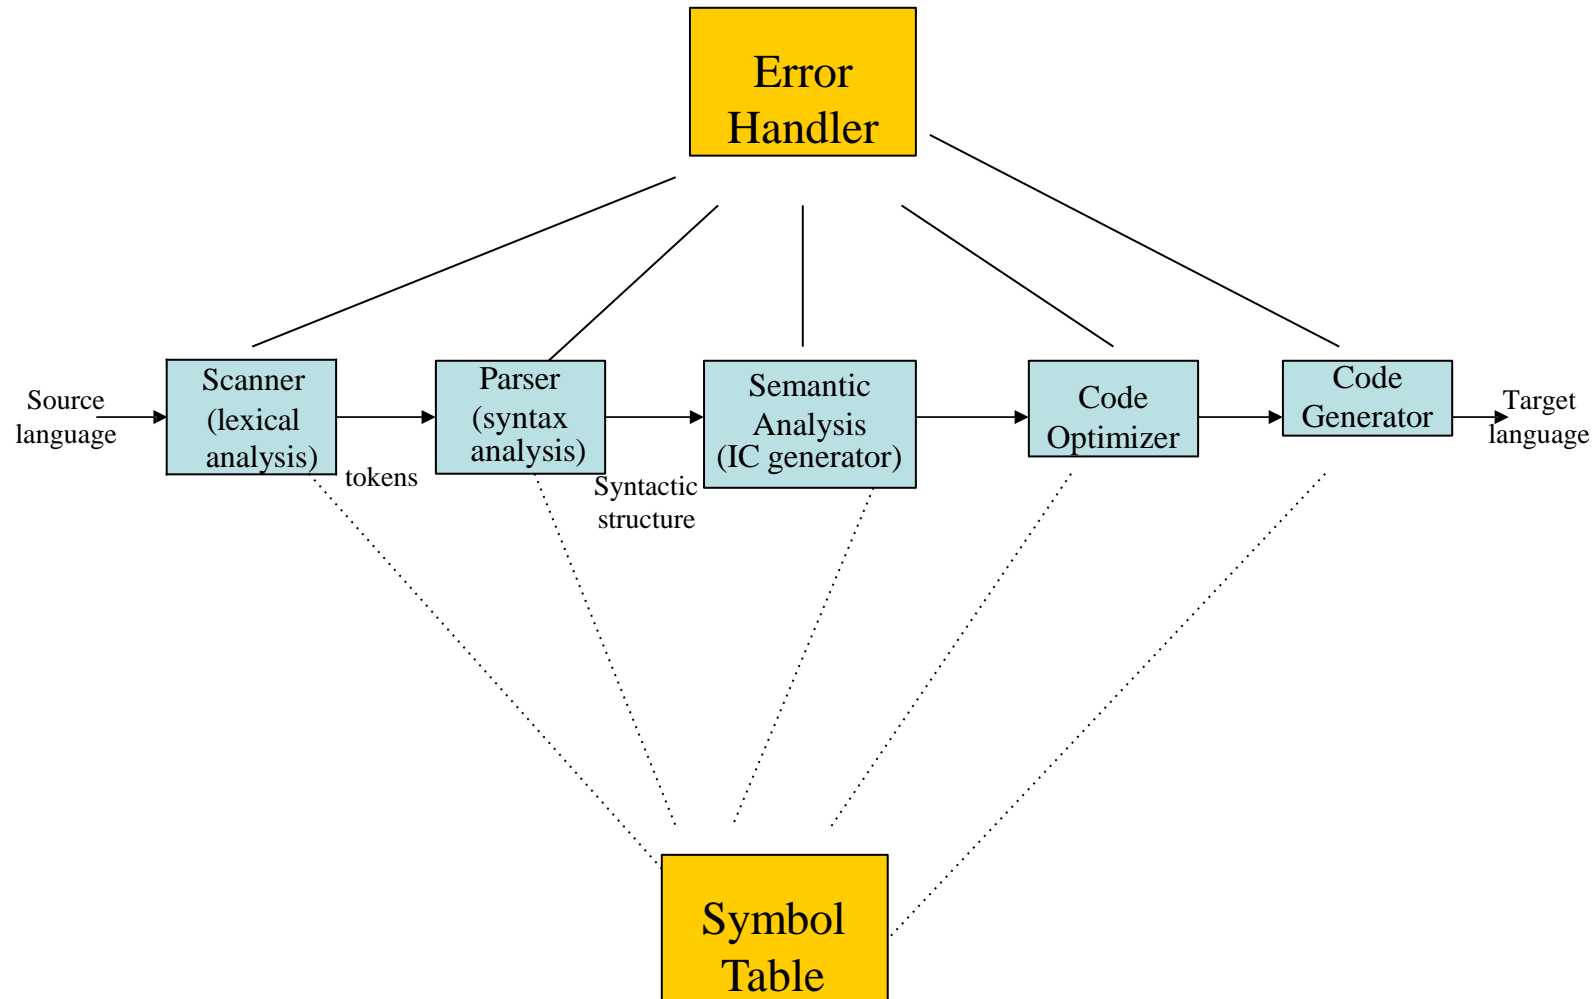 Error
Handler
Source
language
Scanner
(lexical
analysis)
tokens
Parser
(syntax
analysis)
Syntactic
structure
Semantic
Analysis
(IC generator)
Code
Optimizer
Code
Generator
Target
language
Symbol
Table